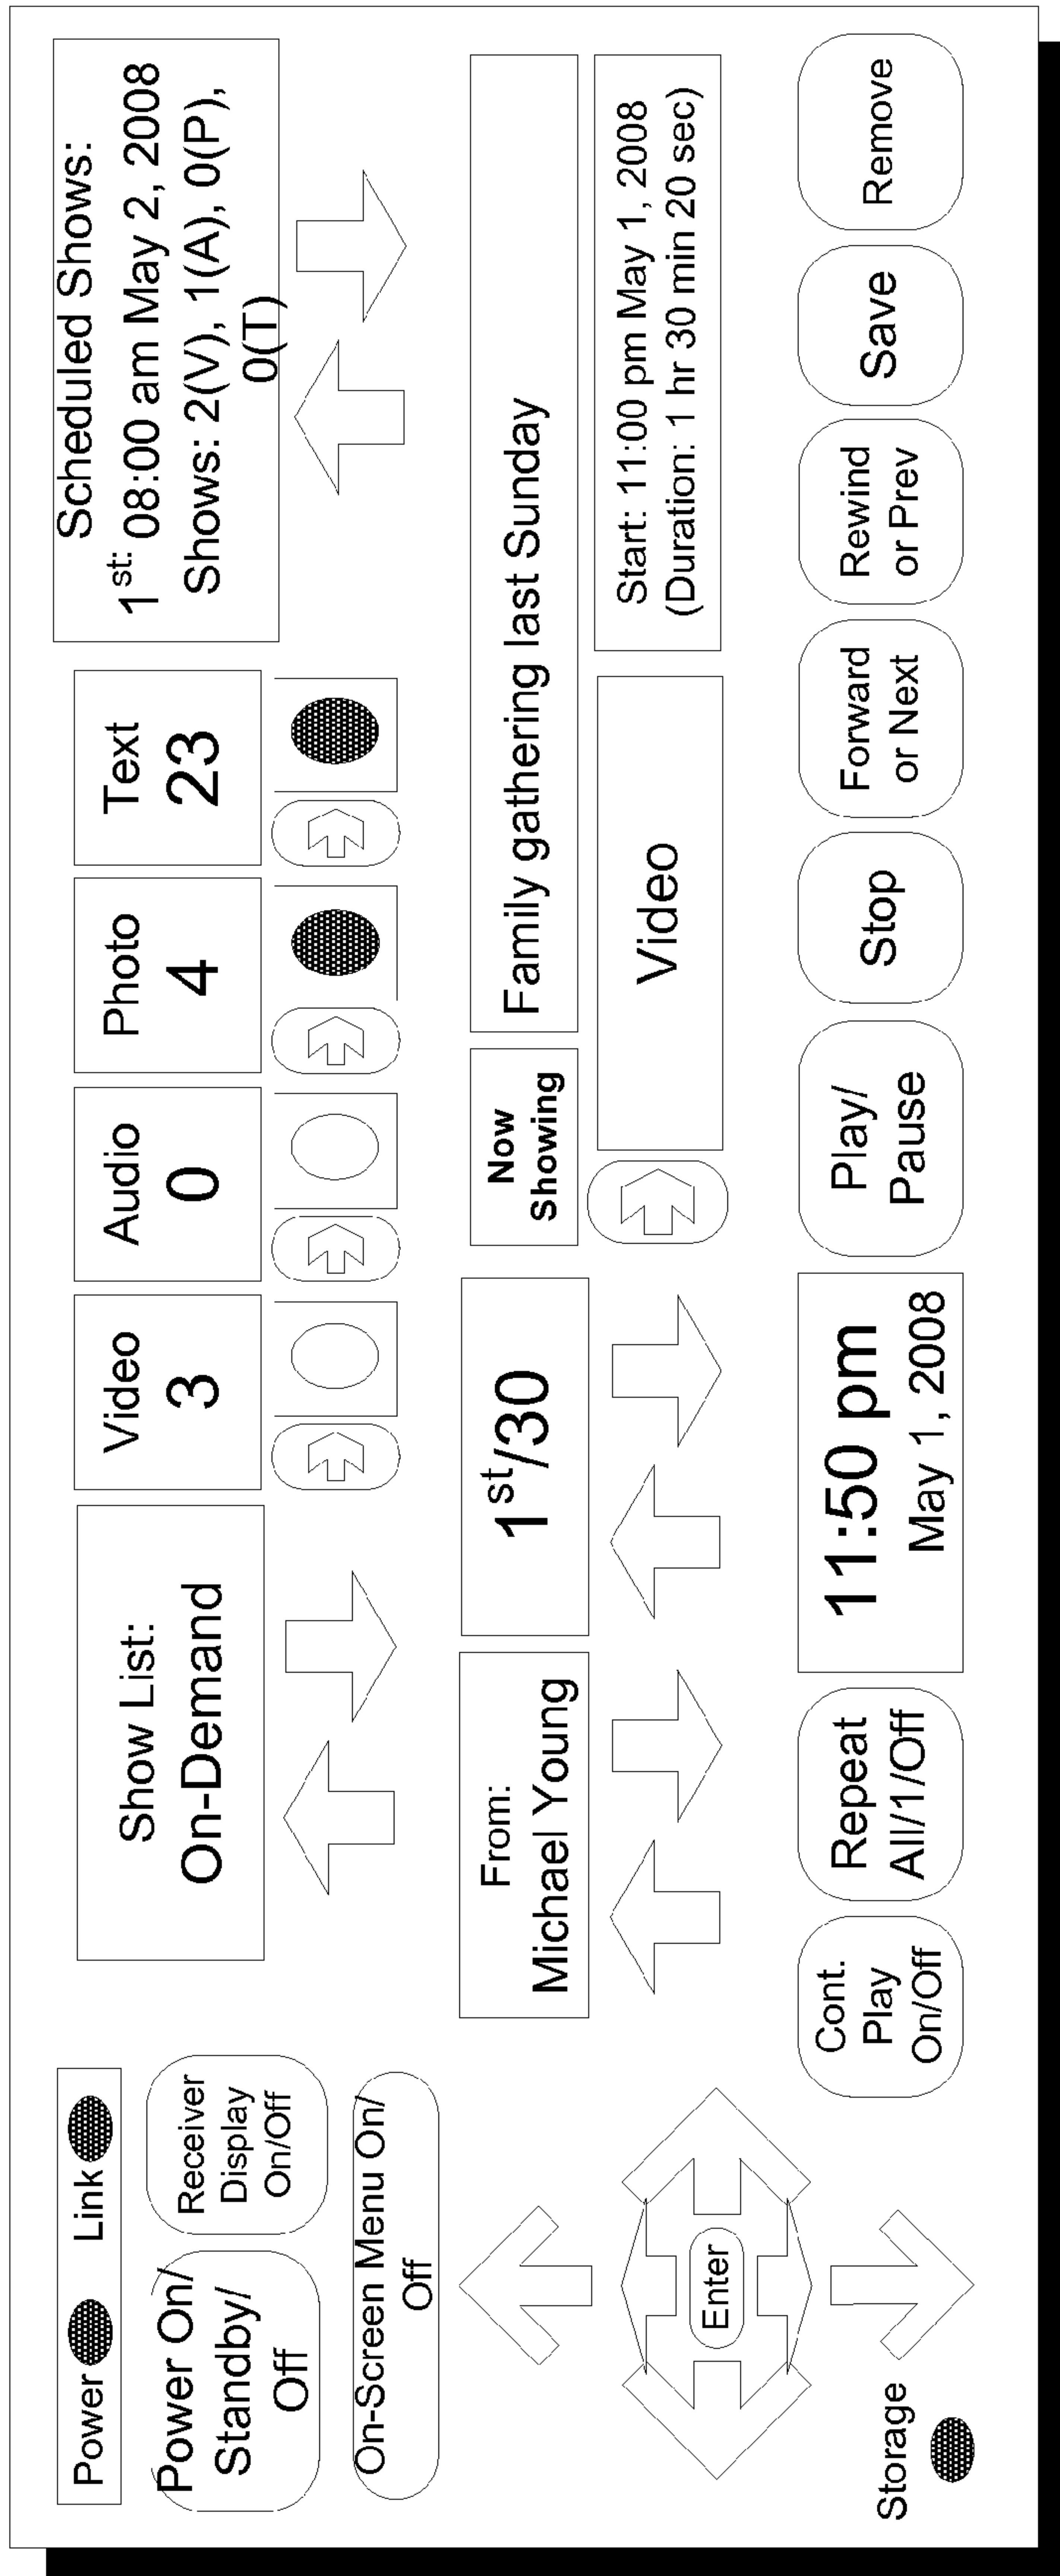 Power
Link
Power On/
Standby/
Off
Receiver
Display
On/Off
On-Screen Menu On/
Off
Enter
Storage
Show List:
On-Demand
Video
3
Audio
0
Photo
4
Text
23
Scheduled Shows:
1st: 08:00 am May 2, 2008
Shows: 2(V), 1(A), 0(P),
0(T)
From:
Michael Young
1st/30
Now
Showing
Family gathering last Sunday
Video
Start: 11:00 pm May 1, 2008
(Duration: 1 hr 30 min 20 sec)
Cont.
Play
On/Off
Repeat
All/1/Off
11:50 pm
May 1, 2008
Play/
Pause
Stop
Forward
or Next
Rewind
or Prev
Save
Remove